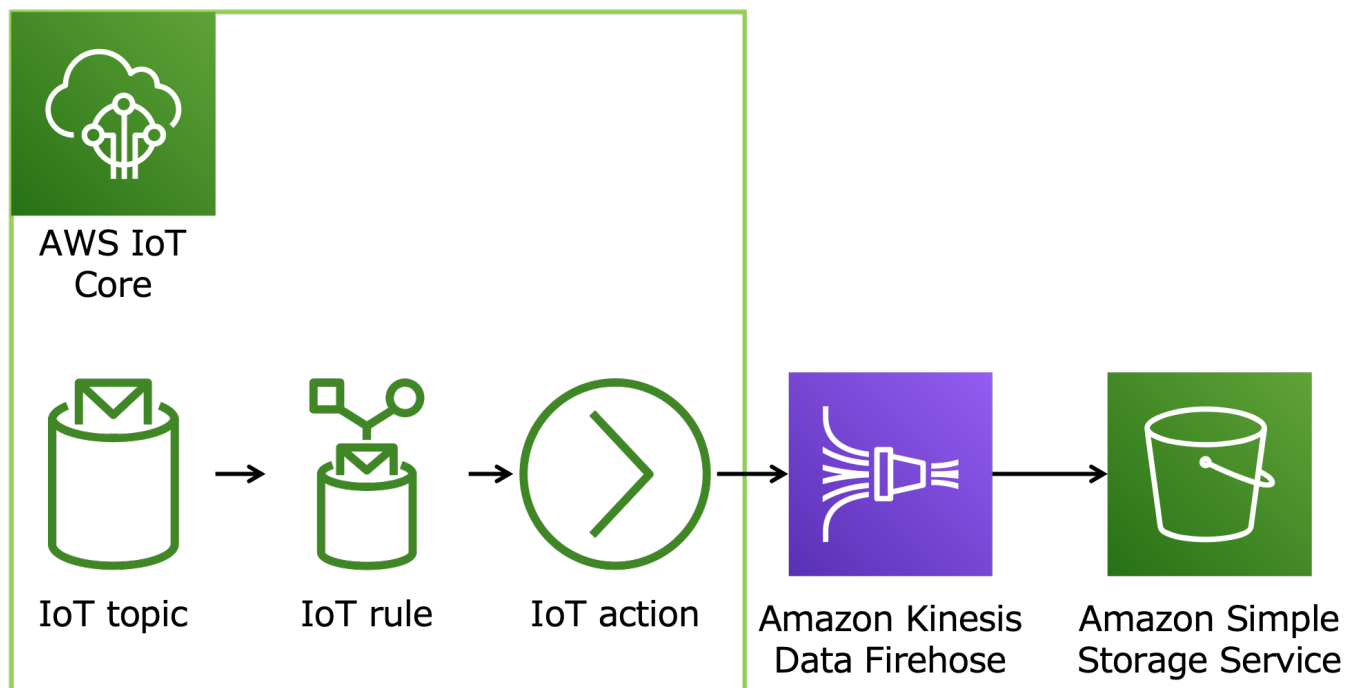 AWS IoT
Core
IoT topic
IoT rule
IoT action
Amazon Kinesis
Data Firehose
Amazon Simple
Storage Service